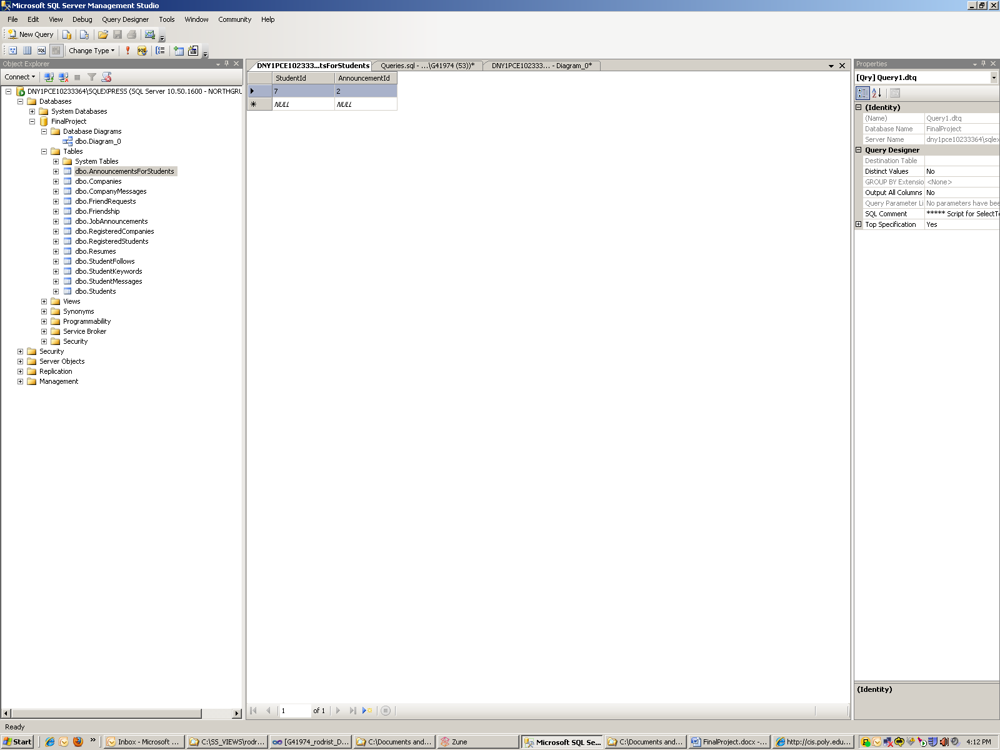 Microsoft SQL Server Management Studio
File Edit View Debug Query Designer Tools Window Community Help
New Query
Change Type
Object Explorer
Connect
DNY1PCE10233364\SQLEXPRESS (SQL Server 10.50.1600 - NORTHGRU
Databases
System Databases
FinalProject
Database Diagrams
dbo.Diagram_0
Tables
System Tables
dbo.AnnouncementsForStudents
dbo.Companies
dbo.CompanyMessages
dbo.FriendRequests
dbo.Friendship
dbo.JobAnnouncements
dbo.RegisteredCompanies
dbo.RegisteredStudents
dbo.Resumes
dbo.StudentFollows
dbo.StudentKeywords
dbo.StudentMessages
dbo.Students
Views
Synonyms
Programmability
Service Broker
Security
Security
Server Objects
Replication
Management
DNY1PCE102333...tsForStudents Queries.sql - ...\G41974 (53))* DNY1PCE102333... - Diagram_0*
StudentId AnnouncementId
7 2
NULL NULL
1 of 1
Properties
[Qry] Query1.dtq
(Identity)
(Name) Query1.dtq
Database Name FinalProject
Server Name dny1pce10233364\sqlex
Query Designer
Destination Table
Distinct Values No
GROUP BY Extensio <None>
Output All Columns No
Query Parameter Li No parameters have bee
SQL Comment ***** Script for SelectT
Top Specification Yes
(Identity)
Ready
Start Inbox - Microsoft ... C:\SS_VIEWS\rodr... [G41974_rodrist_D... C:\Documents and... Zune Microsoft SQL Se... C:\Documents and... FinalProject.docx -... http://cis.poly.edu... 4:12 PM